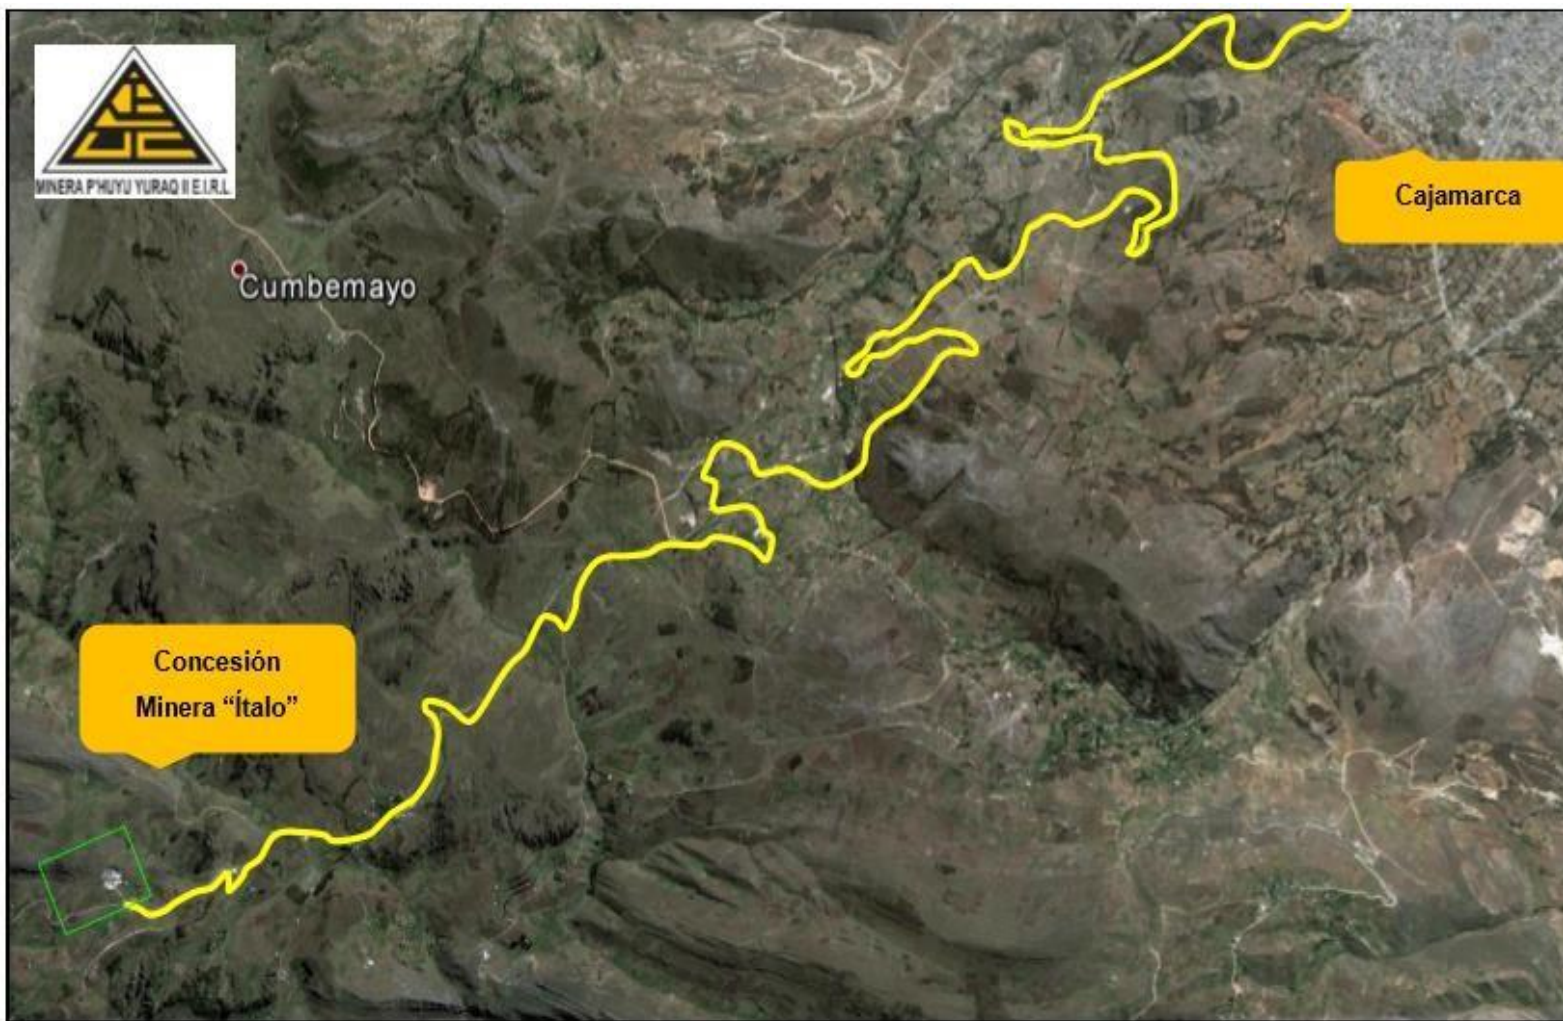 MINERA P'HUYU YURAQ II E.I.R.L
Cajamarca
Cumbemayo
Concesión
Minera “Ítalo”